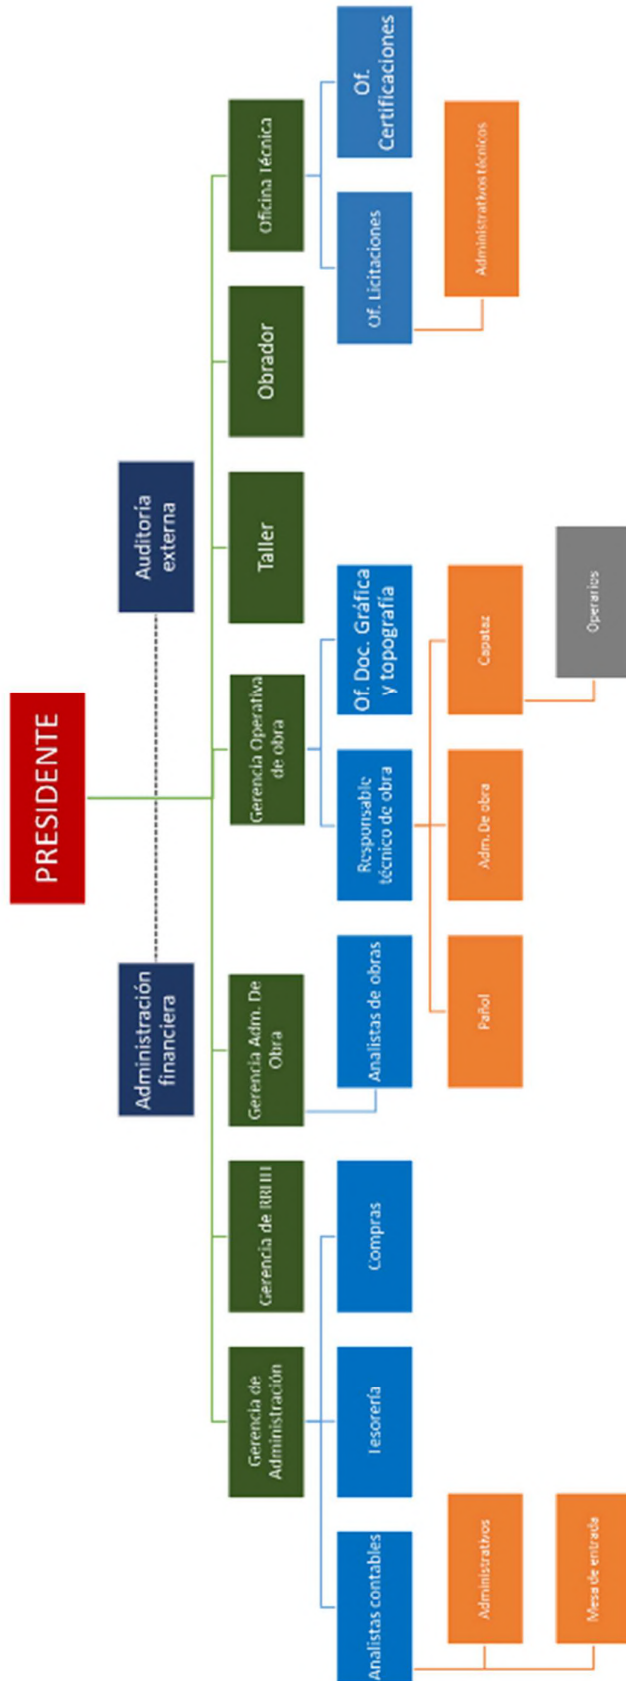 PRESIDENTE
Administración
financiera
Auditoría
externa
Gerencia de
Administración
Gerencia de RRHH
Gerencia Adm. De
Obra
Gerencia Operativa
de obra
Taller
Obrador
Oficina Técnica
Analistas contables
Tesorería
Compras
Analistas de obras
Responsable
técnico de obra
Of. Doc. Gráfica
y topografía
Of. Licitaciones
Of.
Certificaciones
Administrativos
Pañol
Adm. De obra
Capataz
Administrativos técnicos
Mesa de entrada
Operarios